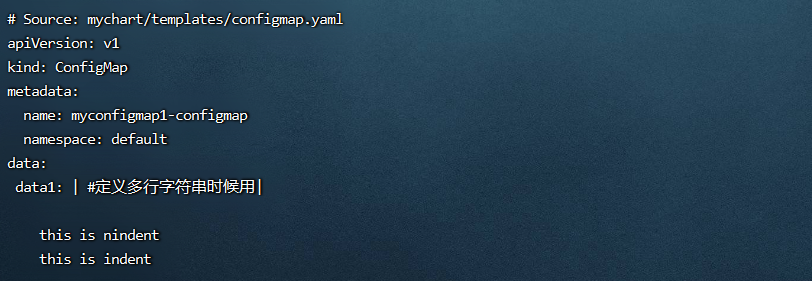 # Source: mychart/templates/configmap.yaml
apiVersion: v1
kind: ConfigMap
metadata:
  name: myconfigmap1-configmap
  namespace: default
data:
 data1: | #定义多行字符串时候用|

    this is nindent
    this is indent